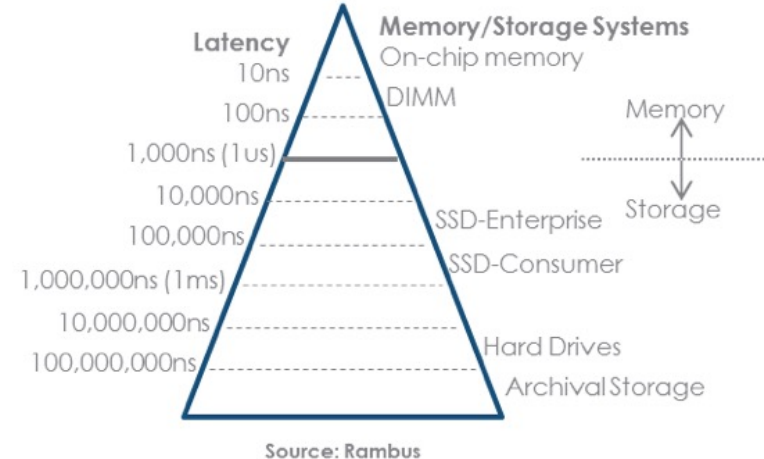 Latency
Memory/Storage Systems
On-chip memory
10ns
DIMM
100ns
Memory
1,000ns (1us)
10,000ns
Storage
SSD-Enterprise
100,000ns
SSD-Consumer
1,000,000ns (1ms)
10,000,000ns
Hard Drives
100,000,000ns
Archival Storage
Source: Rambus